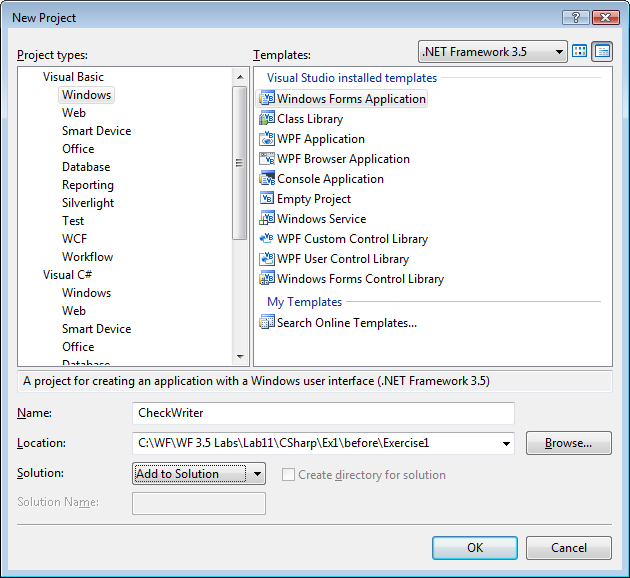 New Project
Project types:
Templates:
.NET Framework 3.5
Visual Basic
Windows
Web
Smart Device
Office
Database
Reporting
Silverlight
Test
WCF
Workflow
Visual C#
Windows
Web
Smart Device
Office
Database
Visual Studio installed templates
Windows Forms Application
Class Library
WPF Application
WPF Browser Application
Console Application
Empty Project
Windows Service
WPF Custom Control Library
WPF User Control Library
Windows Forms Control Library
My Templates
Search Online Templates...
A project for creating an application with a Windows user interface (.NET Framework 3.5)
Name:
CheckWriter
Location:
C:\WF\WF 3.5 Labs\Lab11\CSharp\Ex1\before\Exercise1
Browse...
Solution:
Add to Solution
Create directory for solution
Solution Name:
OK
Cancel